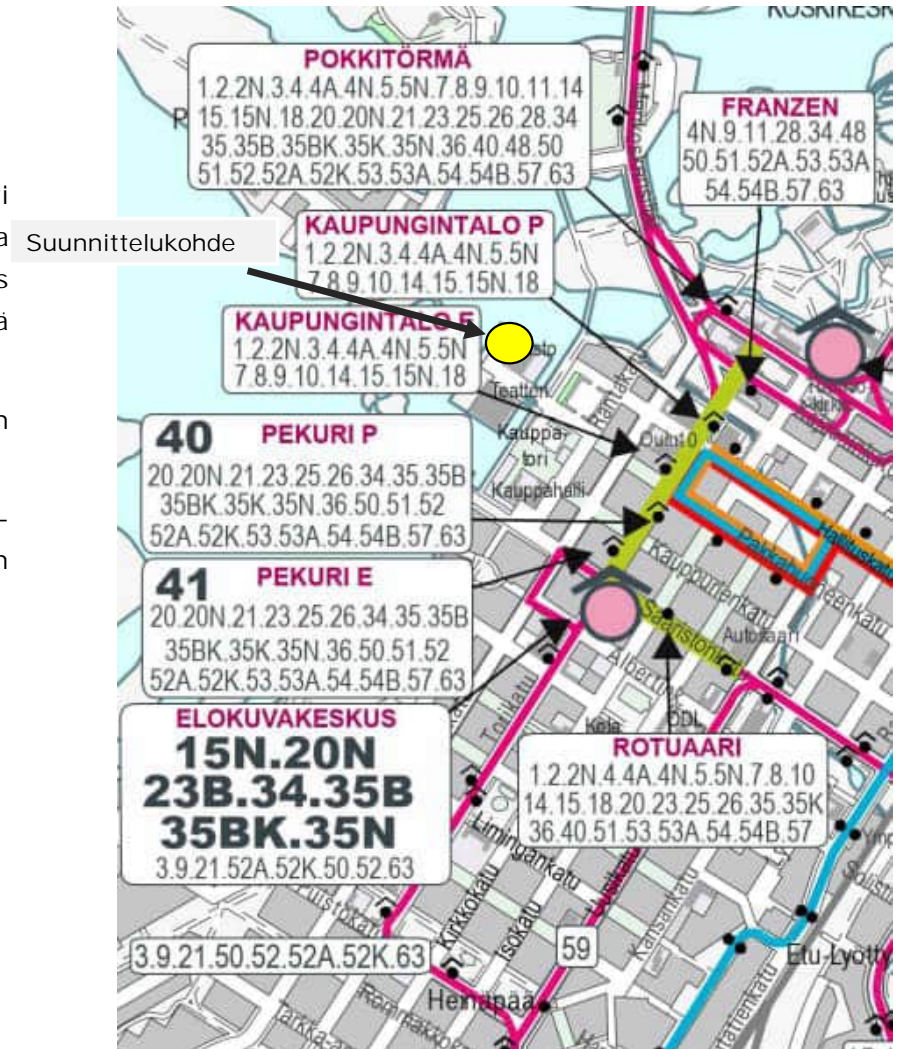 KOSKIKESK
POKKITÖRMÄ
1.2.2N.3.4.4A.4N.5.5N.7.8.9.10.11.14
15.15N.18.20.20N.21.23.25.26.28.34
35.35B.35BK.35K.35N.36.40.48.50
51.52.52A.52K.53.53A.54.54B.57.63
FRANZEN
4N.9.11.28.34.48
50.51.52A.53.53A
54.54B.57.63
i
a
s
ä
n
–
n
Suunnittelukohde
KAUPUNGINTALO P
1.2.2N.3.4.4A.4N.5.5N
7.8.9.10.14.15.15N.18
KAUPUNGINTALO E
1.2.2N.3.4.4A.4N.5.5N
7.8.9.10.14.15.15N.18
Teatteri
Rantakatu
Kauppa-
tori
Oulu10
Kauppahalli
40 PEKURI P
20.20N.21.23.25.26.34.35.35B
35BK.35K.35N.36.50.51.52
52A.52K.53.53A.54.54B.57.63
41 PEKURI E
20.20N.21.23.25.26.34.35.35B
35BK.35K.35N.36.50.51.52
52A.52K.53.53A.54.54B.57.63
Hallituskatu
Kauppurienkatu
Autosaari
Torikatu
ELOKUVAKESKUS
15N.20N
23B.34.35B
35BK.35N
3.9.21.52A.52K.50.52.63
ROTUAARI
1.2.2N.4.4A.4N.5.5N.7.8.10
14.15.18.20.23.25.26.35.35K
36.40.51.53.53A.54.54B.57
Limingankatu
Uusikatu
Kirkkokatu
Isokatu
Kansankatu
59
3.9.21.50.52.52A.52K.63
Etu-Lyötty
Heinäpää